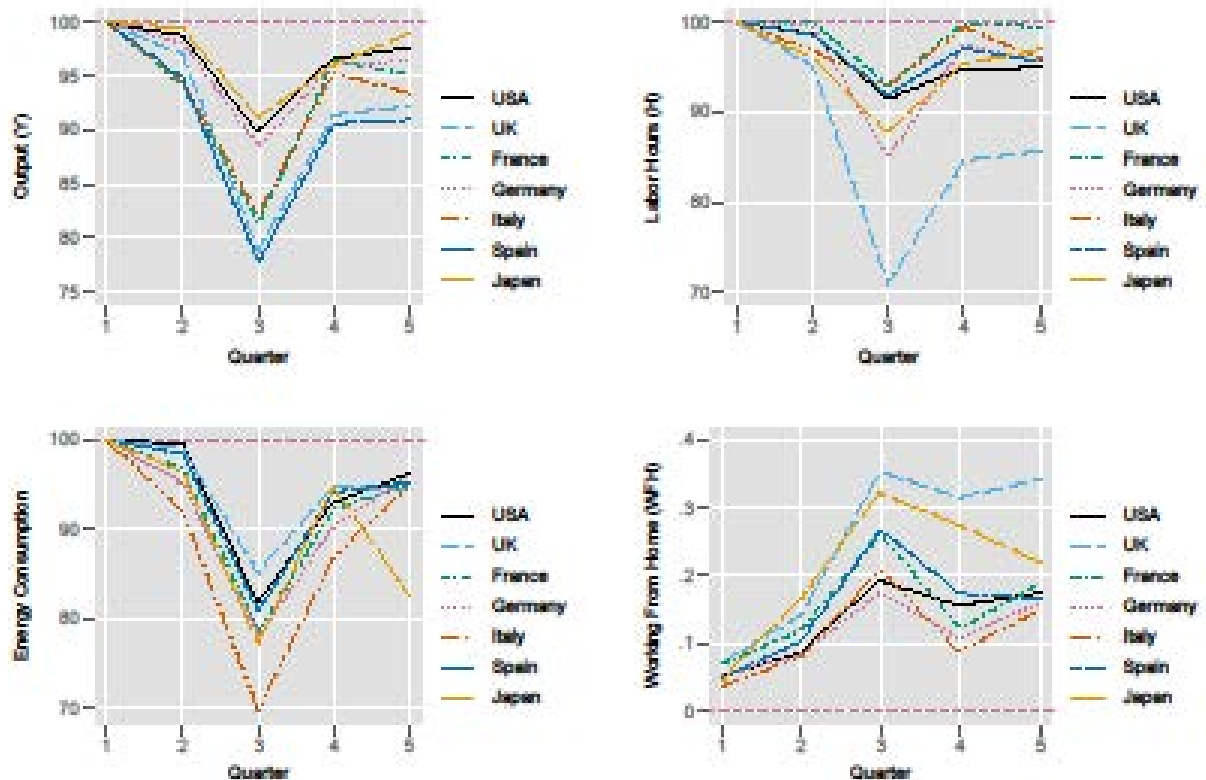 Output (Y)
100
95
90
85
80
75
1 2 3 4 5
Quarter
USA
UK
France
Germany
Italy
Spain
Japan
Labor Hours (H)
100
90
80
70
1 2 3 4 5
Quarter
USA
UK
France
Germany
Italy
Spain
Japan
Energy Consumption
100
90
80
70
1 2 3 4 5
Quarter
USA
UK
France
Germany
Italy
Spain
Japan
Working From Home (WFH)
.4
.3
.2
.1
0
1 2 3 4 5
Quarter
USA
UK
France
Germany
Italy
Spain
Japan